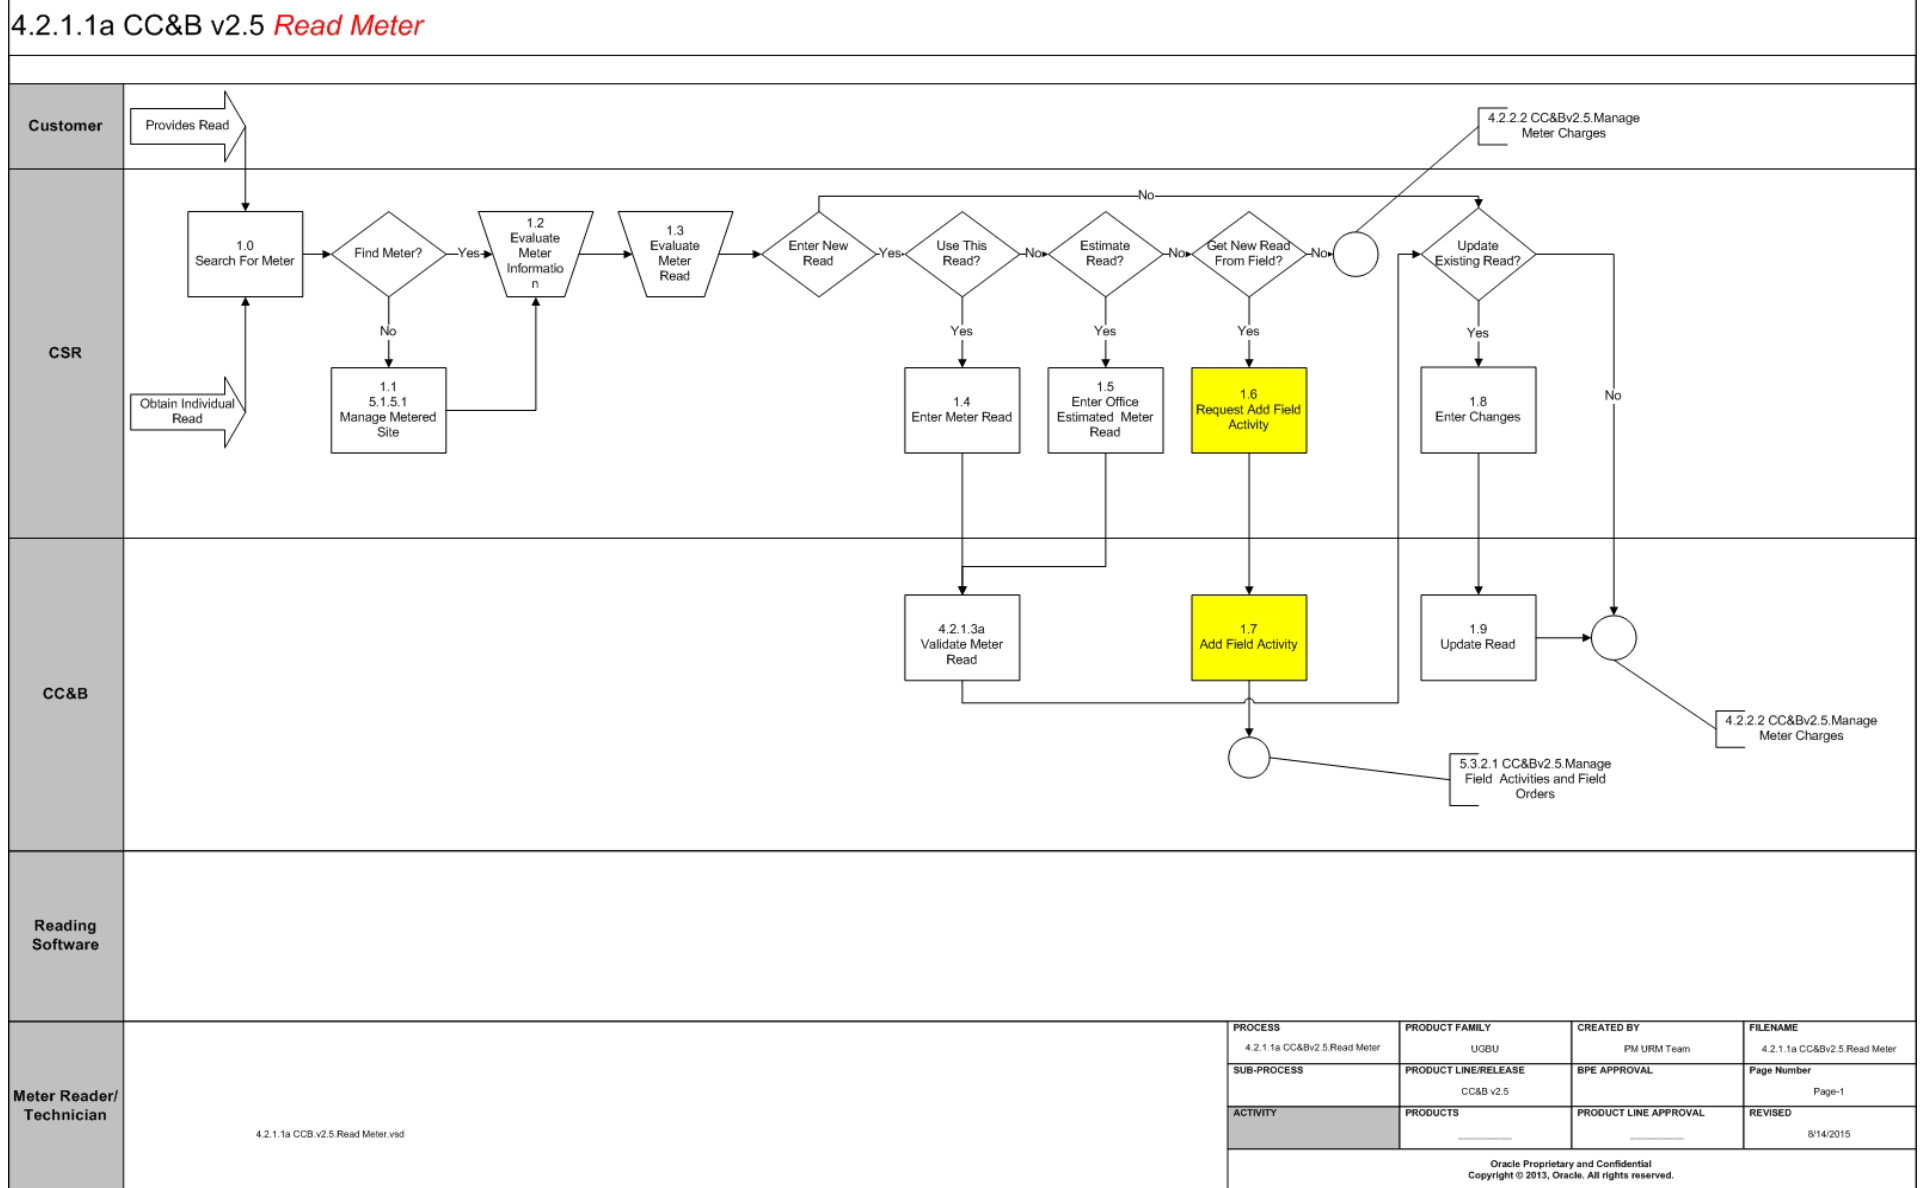 4.2.1.1a CC&B v2.5 Read Meter
Customer
Provides Read
4.2.2.2 CC&Bv2.5.Manage
Meter Charges
CSR
1.0
Search For Meter
Find Meter?
Yes
No
1.1
5.1.5.1
Manage Metered
Site
Obtain Individual
Read
1.2
Evaluate
Meter
Informatio
n
1.3
Evaluate
Meter
Read
Enter New
Read
No
Yes
Use This
Read?
No
Yes
1.4
Enter Meter Read
Estimate
Read?
No
Yes
1.5
Enter Office
Estimated Meter
Read
Get New Read
From Field?
No
Yes
1.6
Request Add Field
Activity
Update
Existing Read?
Yes
No
1.8
Enter Changes
CC&B
4.2.1.3a
Validate Meter
Read
1.7
Add Field Activity
1.9
Update Read
4.2.2.2 CC&Bv2.5.Manage
Meter Charges
5.3.2.1 CC&Bv2.5.Manage
Field Activities and Field
Orders
Reading
Software
Meter Reader/
Technician
4.2.1.1a CCB.v2.5.Read Meter.vsd
PROCESS
4.2.1.1a CC&Bv2.5.Read Meter
PRODUCT FAMILY
UGBU
CREATED BY
PM URM Team
FILENAME
4.2.1.1a CC&Bv2.5.Read Meter
SUB-PROCESS
PRODUCT LINE/RELEASE
CC&B v2.5
BPE APPROVAL
Page Number
Page-1
ACTIVITY
PRODUCTS
PRODUCT LINE APPROVAL
REVISED
8/14/2015
Oracle Proprietary and Confidential
Copyright © 2013, Oracle. All rights reserved.